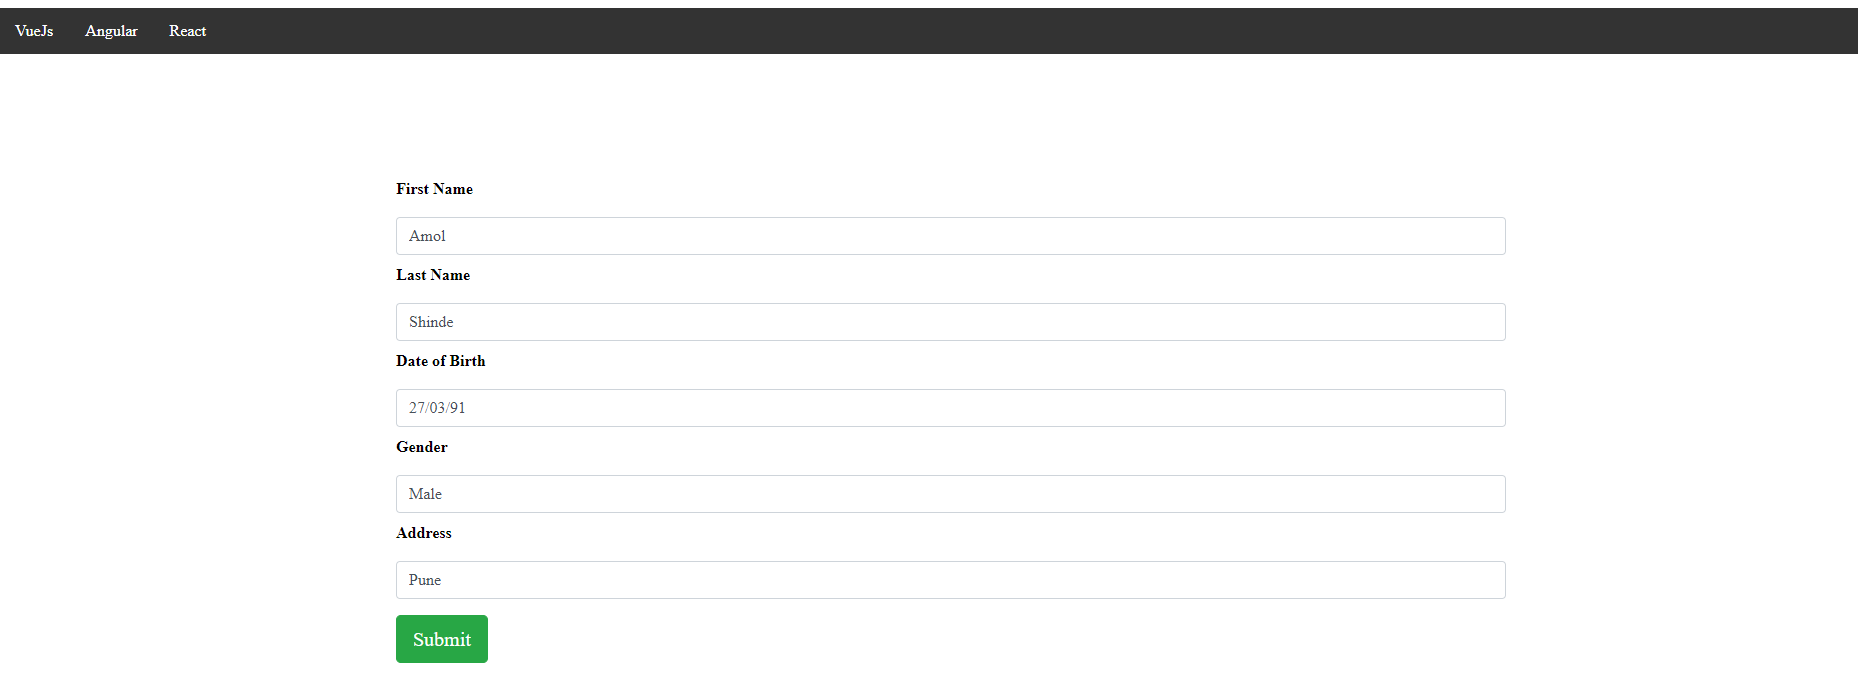 VueJs Angular React
First Name
Amol
Last Name
Shinde
Date of Birth
27/03/91
Gender
Male
Address
Pune
Submit